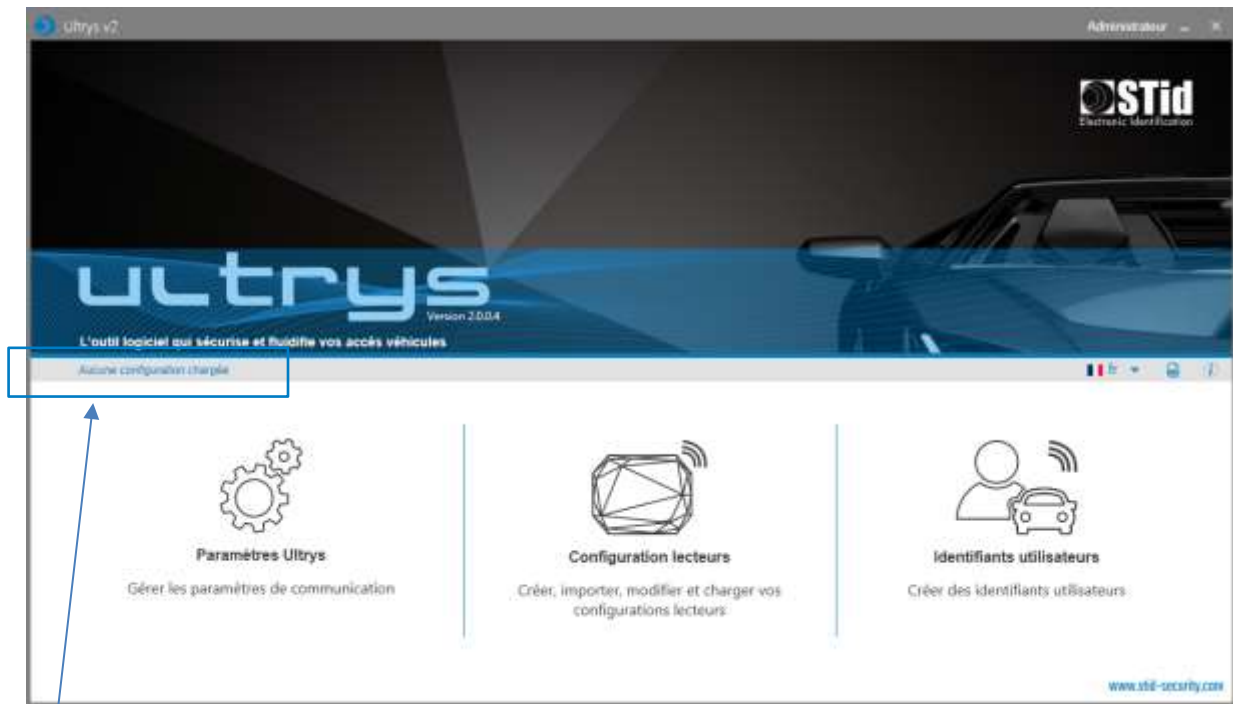 Ultrys v2 Administrateur
STid
Electronic Identification
ultrys
Version 2.0.0.4
L'outil logiciel qui sécurise et fluidifie vos accès véhicules
Aucune configuration chargée fr
Paramètres Ultrys
Gérer les paramètres de communication
Configuration lecteurs
Créer, importer, modifier et charger vos
configurations lecteurs
Identifiants utilisateurs
Créer des identifiants utilisateurs
www.stid-security.com